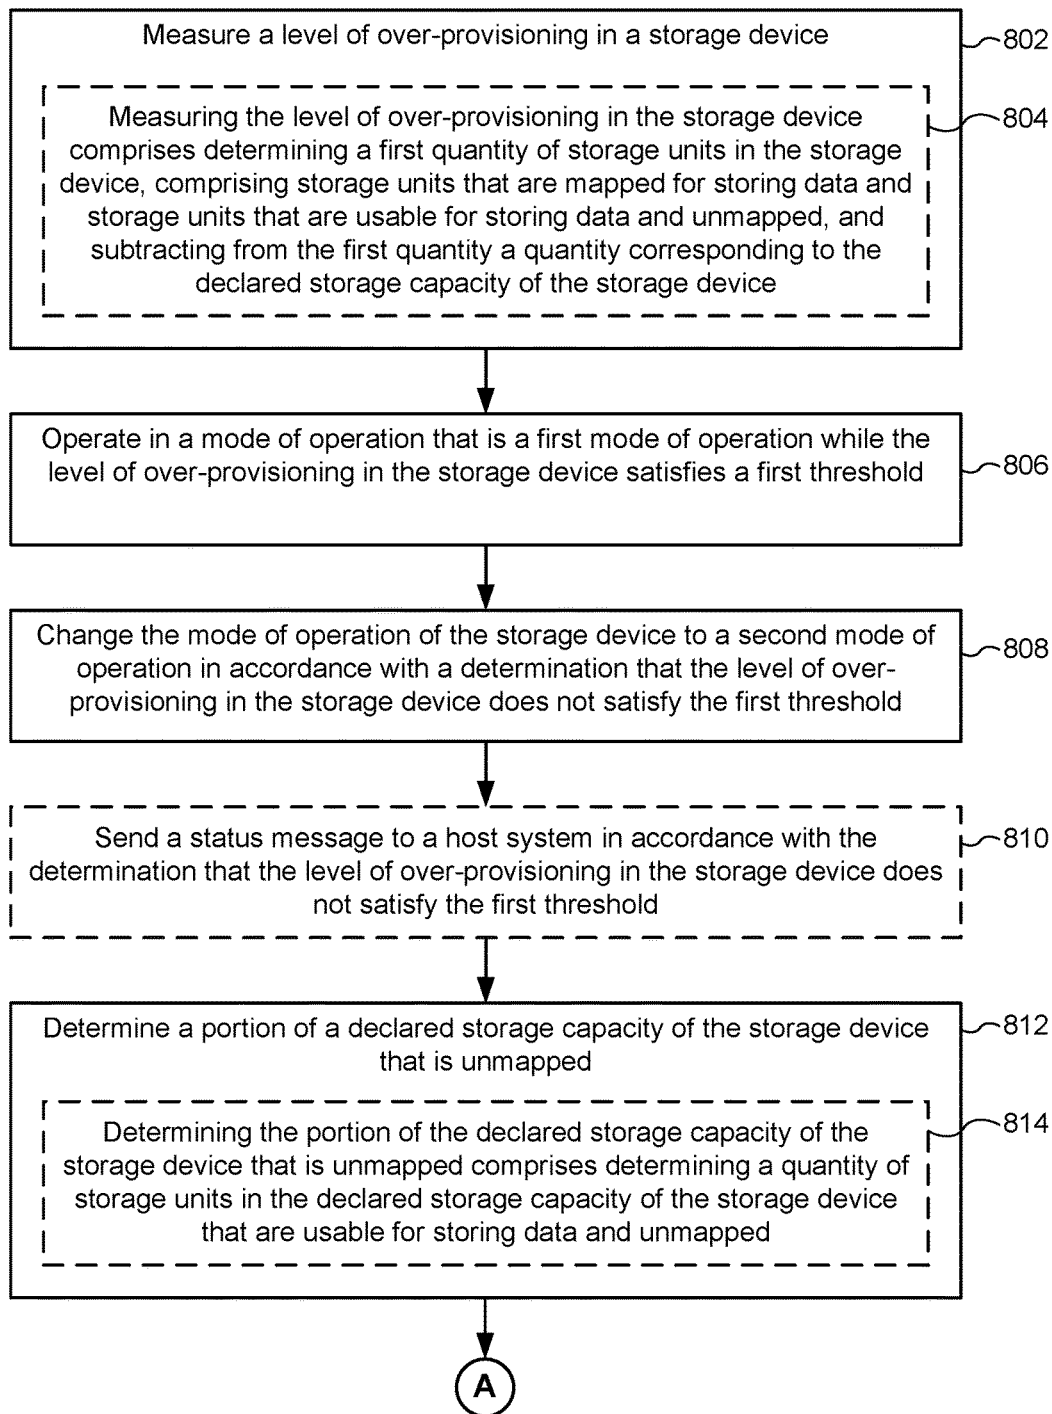 Measure a level of over-provisioning in a storage device
802
Measuring the level of over-provisioning in the storage device
comprises determining a first quantity of storage units in the storage
device, comprising storage units that are mapped for storing data and
storage units that are usable for storing data and unmapped, and
subtracting from the first quantity a quantity corresponding to the
declared storage capacity of the storage device
804
Operate in a mode of operation that is a first mode of operation while the
level of over-provisioning in the storage device satisfies a first threshold
806
Change the mode of operation of the storage device to a second mode of
operation in accordance with a determination that the level of over-
provisioning in the storage device does not satisfy the first threshold
808
Send a status message to a host system in accordance with the
determination that the level of over-provisioning in the storage device does
not satisfy the first threshold
810
Determine a portion of a declared storage capacity of the storage device
that is unmapped
812
Determining the portion of the declared storage capacity of the
storage device that is unmapped comprises determining a quantity of
storage units in the declared storage capacity of the storage device
that are usable for storing data and unmapped
814
A